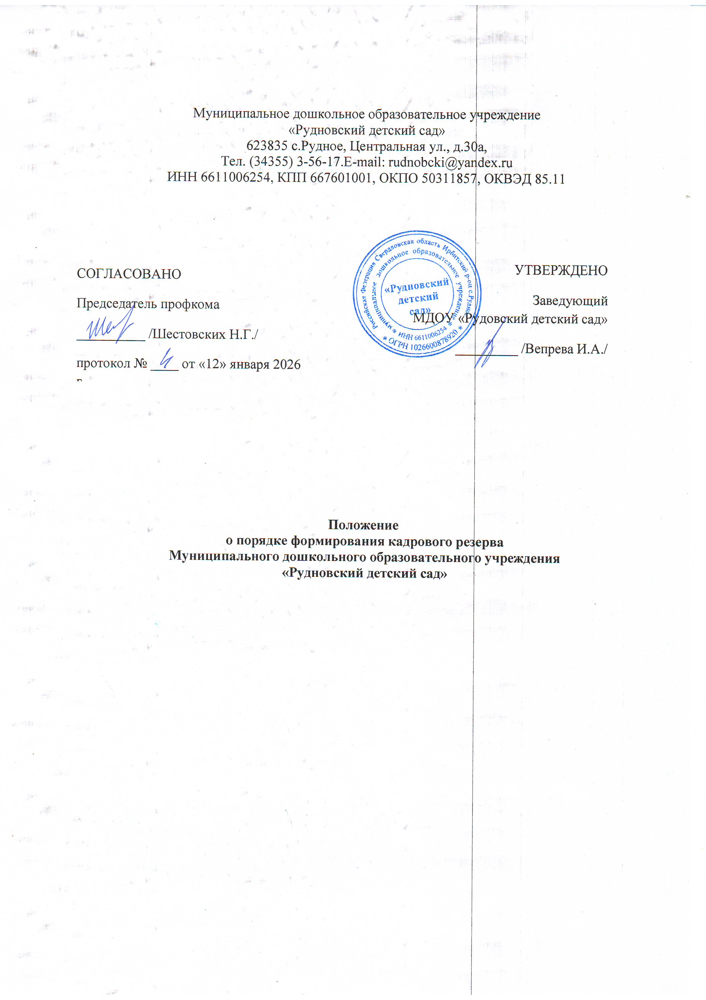 Муниципальное дошкольное образовательное учреждение
«Рудновский детский сад»
623835 с.Рудное, Центральная ул., д.30а,
Тел. (34355) 3-56-17.E-mail: rudnobcki@yandex.ru
ИНН 6611006254, КПП 667601001, ОКПО 50311857, ОКВЭД 85.11
СОГЛАСОВАНО
Председатель профкома
__________ /Шестовских Н.Г./
протокол № 4 от «12» января 2026
г
УТВЕРЖДЕНО
Заведующий
МДОУ «Рудовский детский сад»
_________ /Вепрева И.А./
Российская Федерация Свердловская область Ирбитский р-он с.Рудное
* ОГРН 1026600878920 *
муниципальное дошкольное образовательное учреждение
* ИНН 6611006254 *
«Рудновский
детский
сад»
Положение
о порядке формирования кадрового резерва
Муниципального дошкольного образовательного учреждения
«Рудновский детский сад»